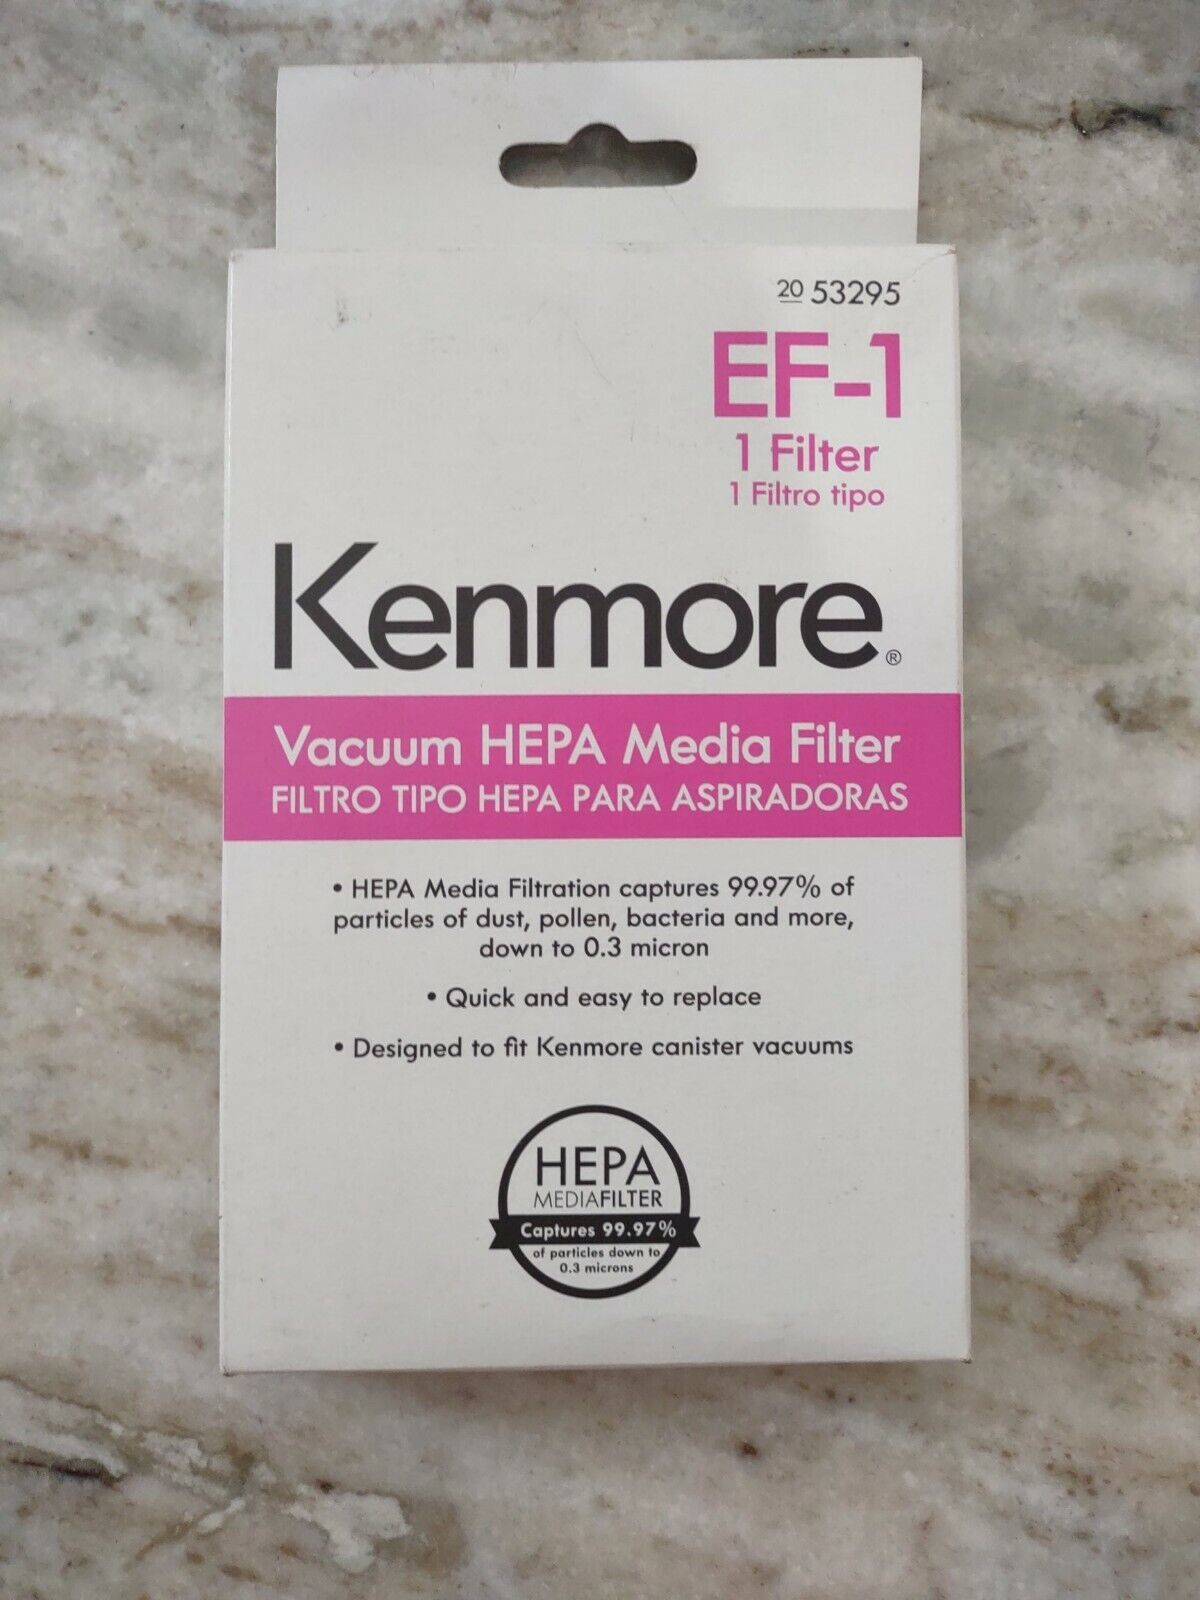 20 53295
EF-1
1 Filter
1 Filtro tipo
Kenmore®
Vacuum HEPA Media Filter
FILTRO TIPO HEPA PARA ASPIRADORAS
• HEPA Media Filtration captures 99.97% of
particles of dust, pollen, bacteria and more,
down to 0.3 micron
• Quick and easy to replace
• Designed to fit Kenmore canister vacuums
HEPA
MEDIAFILTER
Captures 99.97%
of particles down to
0.3 microns